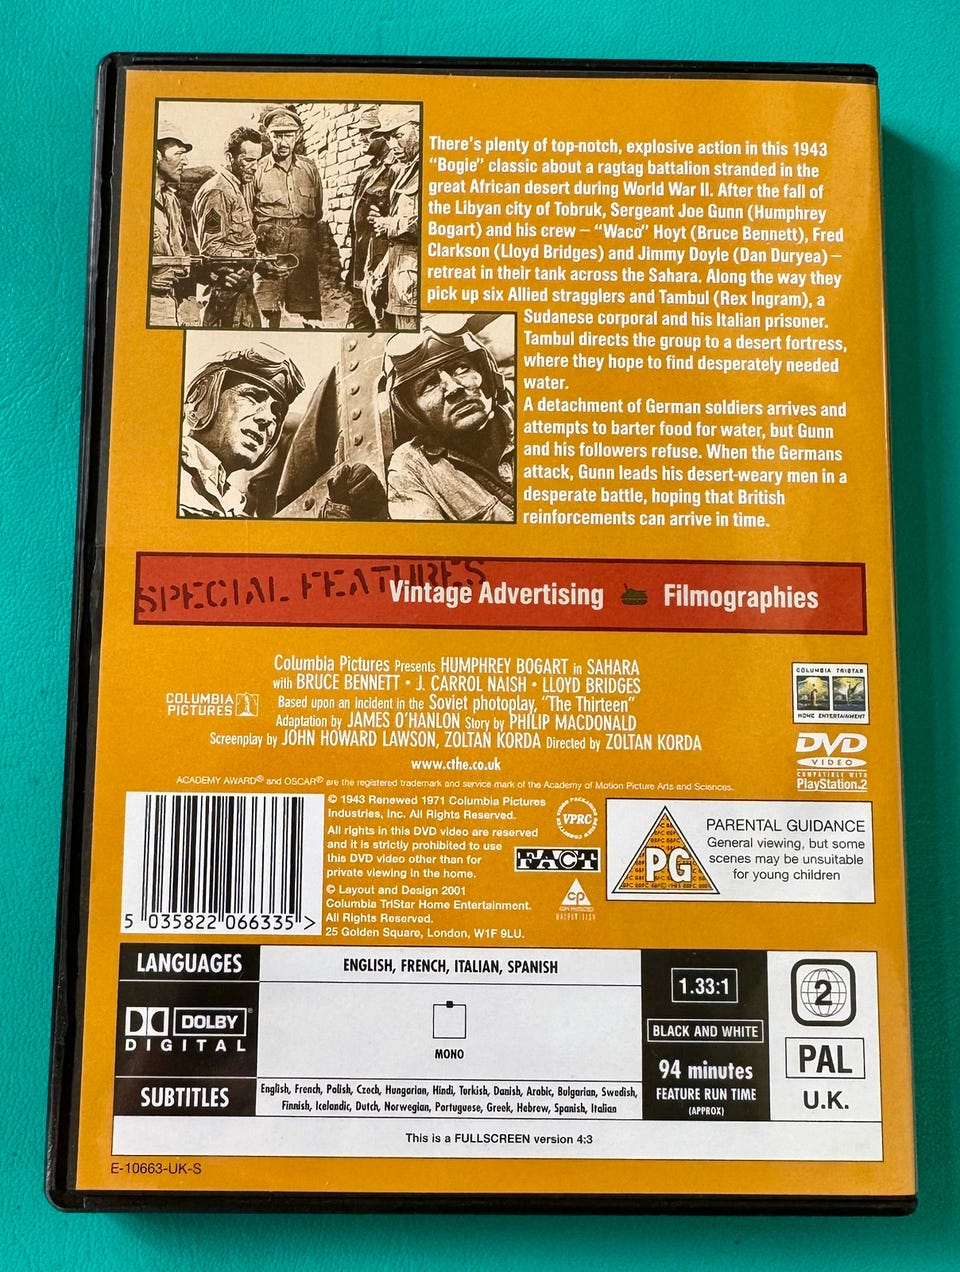 There's plenty of top-notch, explosive action in this 1943
"Bogie" classic about a ragtag battalion stranded in the
great African desert during World War II. After the fall of
the Libyan city of Tobruk, Sergeant Joe Gunn (Humphrey
Bogart) and his crew – "Waco" Hoyt (Bruce Bennett), Fred
Clarkson (Lloyd Bridges) and Jimmy Doyle (Dan Duryea) –
retreat in their tank across the Sahara. Along the way they
pick up six Allied stragglers and Tambul (Rex Ingram), a
Sudanese corporal and his Italian prisoner.
Tambul directs the group to a desert fortress,
where they hope to find desperately needed
water.
A detachment of German soldiers arrives and
attempts to barter food for water, but Gunn
and his followers refuse. When the Germans
attack, Gunn leads his desert-weary men in a
desperate battle, hoping that British
reinforcements can arrive in time.
SPECIAL FEATURES
Vintage Advertising Filmographies
COLUMBIA
PICTURES
Columbia Pictures Presents HUMPHREY BOGART in SAHARA
with BRUCE BENNETT • J. CARROL NAISH • LLOYD BRIDGES
Based upon an incident in the Soviet photoplay, "The Thirteen"
Adaptation by JAMES O'HANLON Story by PHILIP MACDONALD
Screenplay by JOHN HOWARD LAWSON, ZOLTAN KORDA Directed by ZOLTAN KORDA
www.cthe.co.uk
COLUMBIA TRISTAR
HOME ENTERTAINMENT
DVD
VIDEO
COMPATIBLE WITH
PlayStation.2
ACADEMY AWARD® and OSCAR® are the registered trademark and service mark of the Academy of Motion Picture Arts and Sciences.
5 035822 066335 >
© 1943 Renewed 1971 Columbia Pictures
Industries, Inc. All Rights Reserved.
All rights in this DVD video are reserved
and it is strictly prohibited to use
this DVD video other than for
private viewing in the home.
© Layout and Design 2001
Columbia TriStar Home Entertainment.
All Rights Reserved.
25 Golden Square, London, W1F 9LU.
VPRC
FACT
CP
COPY PROTECTED
MACROVISION
PG
PARENTAL GUIDANCE
General viewing, but some
scenes may be unsuitable
for young children
LANGUAGES
ENGLISH, FRENCH, ITALIAN, SPANISH
DOLBY
DIGITAL
MONO
SUBTITLES
English, French, Polish, Czech, Hungarian, Hindi, Turkish, Danish, Arabic, Bulgarian, Swedish,
Finnish, Icelandic, Dutch, Norwegian, Portuguese, Greek, Hebrew, Spanish, Italian
1.33:1
BLACK AND WHITE
94 minutes
FEATURE RUN TIME
(APPROX)
2
PAL
U.K.
This is a FULLSCREEN version 4:3
E-10663-UK-S